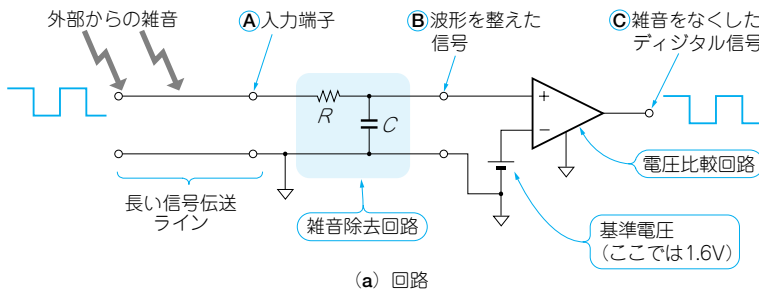 外部からの雑音
Ⓐ入力端子
Ⓑ波形を整えた
信号
Ⓒ雑音をなくした
ディジタル信号
R
C
+
−
長い信号伝送
ライン
雑音除去回路
電圧比較回路
基準電圧
(ここでは1.6V)
(a) 回路